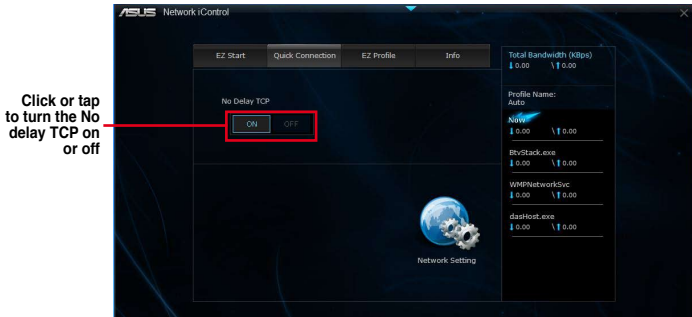 ASUS Network iControl
EZ Start
Quick Connection
EZ Profile
Info
Total Bandwidth (KBps)
0.00 \ 0.00
No Delay TCP
ON OFF
Click or tap
to turn the No
delay TCP on
or off
Profile Name:
Auto
Now
0.00 \ 0.00
BtvStack.exe
0.00 \ 0.00
WMPNetworkSvc
0.00 \ 0.00
dasHost.exe
0.00 \ 0.00
Network Setting